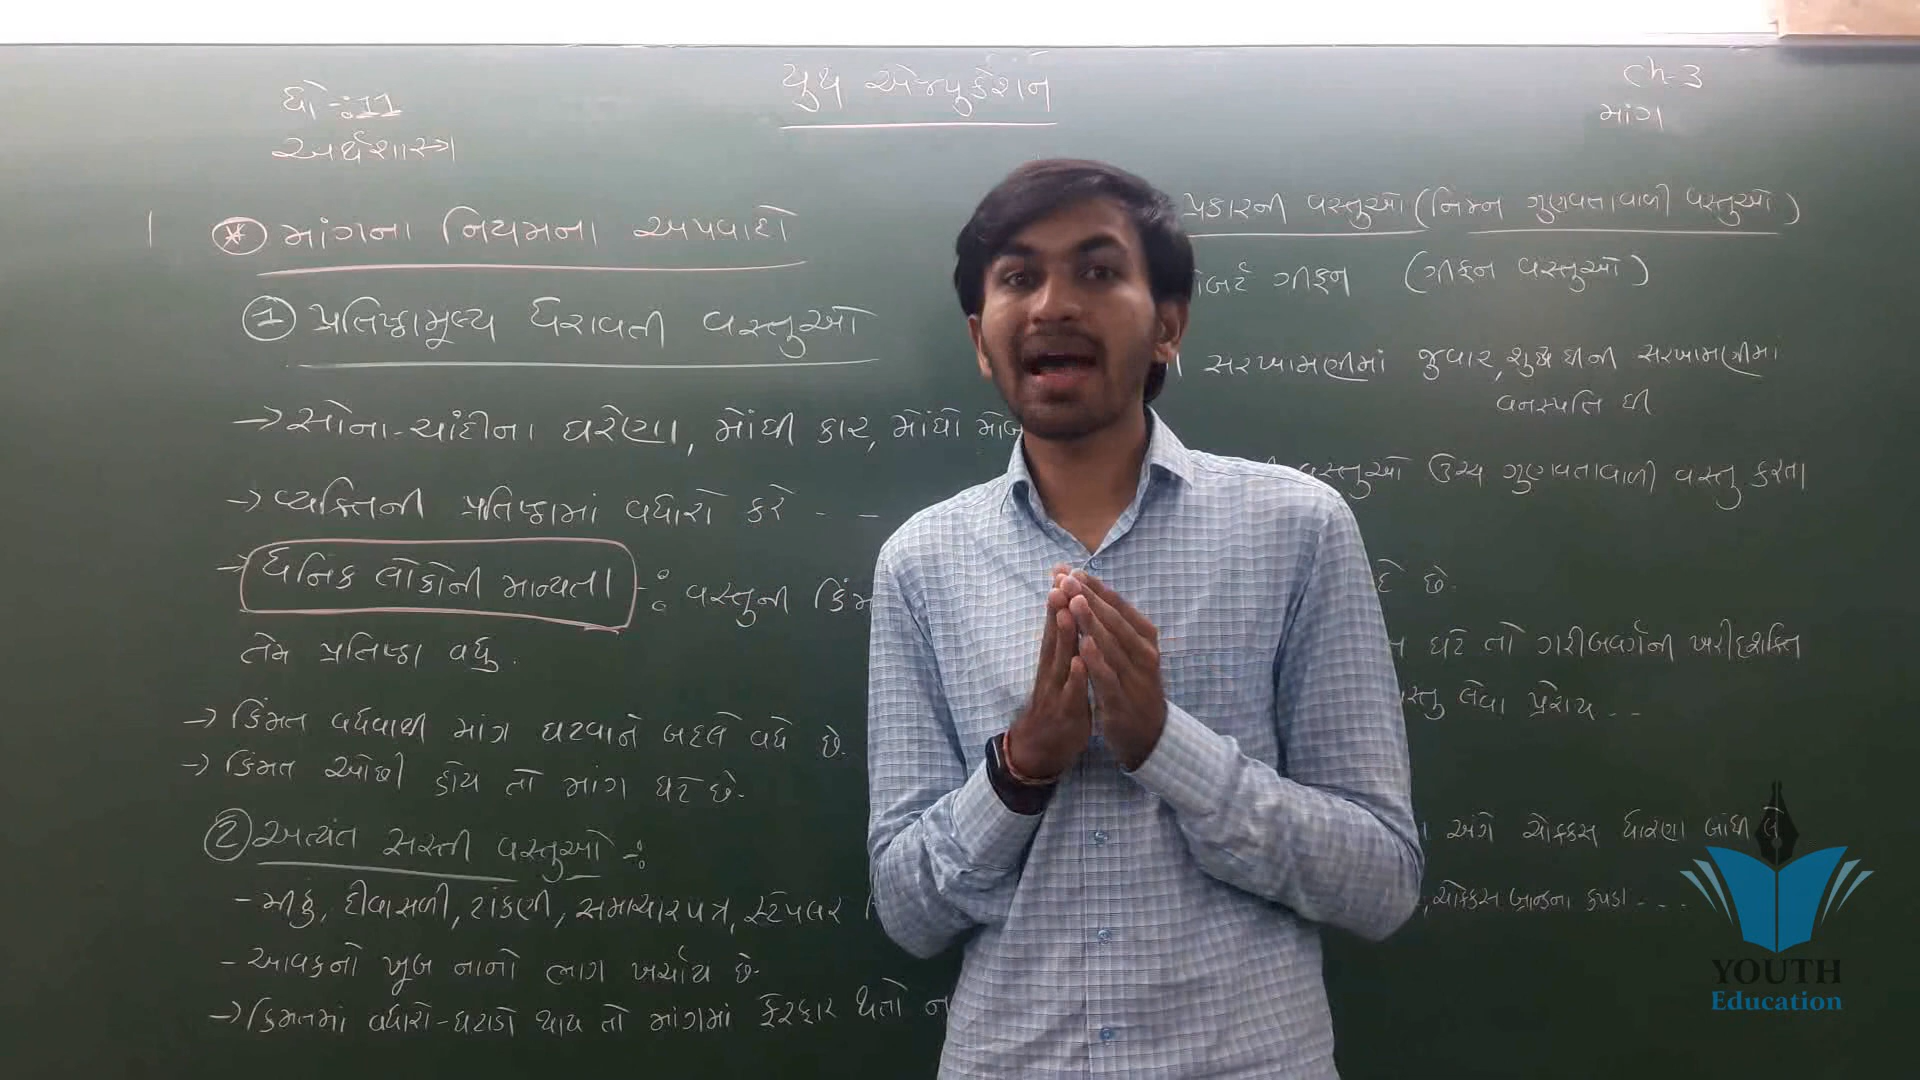 ધો-:11
અર્થશાસ્ત્ર
યુથ એજ્યુકેશન
Ch-3
માંગ
* માંગના નિયમના અપવાદો
① પ્રતિષ્ઠામૂલ્ય ધરાવતી વસ્તુઓ
→ સોના-ચાંદીના ઘરેણા, મોંઘી કાર, મોંઘો મોબ
→ વ્યક્તિની પ્રતિષ્ઠામાં વધારો કરે - -
→ ધનિક લોકોની માન્યતા -: વસ્તુની કિંમ
તેમ પ્રતિષ્ઠા વધુ.
→ કિંમત વધવાથી માંગ ઘટવાને બદલે વધે છે.
→ કિંમત ઓછી હોય તો માંગ ઘટે છે.
② અત્યંત સસ્તી વસ્તુઓ -:
- મીઠું, દીવાસળી, ટાંકણી, સમાચારપત્ર, સ્ટેપલર
- આવકનો ખૂબ નાનો ભાગ ખર્ચાય છે.
→ કિંમતમાં વધારો-ઘટાડો થાય તો માંગમાં ફેરફાર થતો ન
પ્રકારની વસ્તુઓ (નિમ્ન ગુણવત્તાવાળી વસ્તુઓ)
બર્ટ ગીફન (ગીફન વસ્તુઓ)
સરખામણીમાં જુવાર, શુદ્ધ ઘીની સરખામણીમાં
વનસ્પતિ ઘી
વસ્તુઓ ઉચ્ચ ગુણવત્તાવાળી વસ્તુ કરતા
છે.
ઘટે તો ગરીબવર્ગની ખરીદશક્તિ
સ્તુ લેવા પ્રેરાય - -
અંગે ચોક્કસ ધારણા બાંધી લે
, ચોક્કસ બ્રાન્ડના કપડા - - -
YOUTH
Education